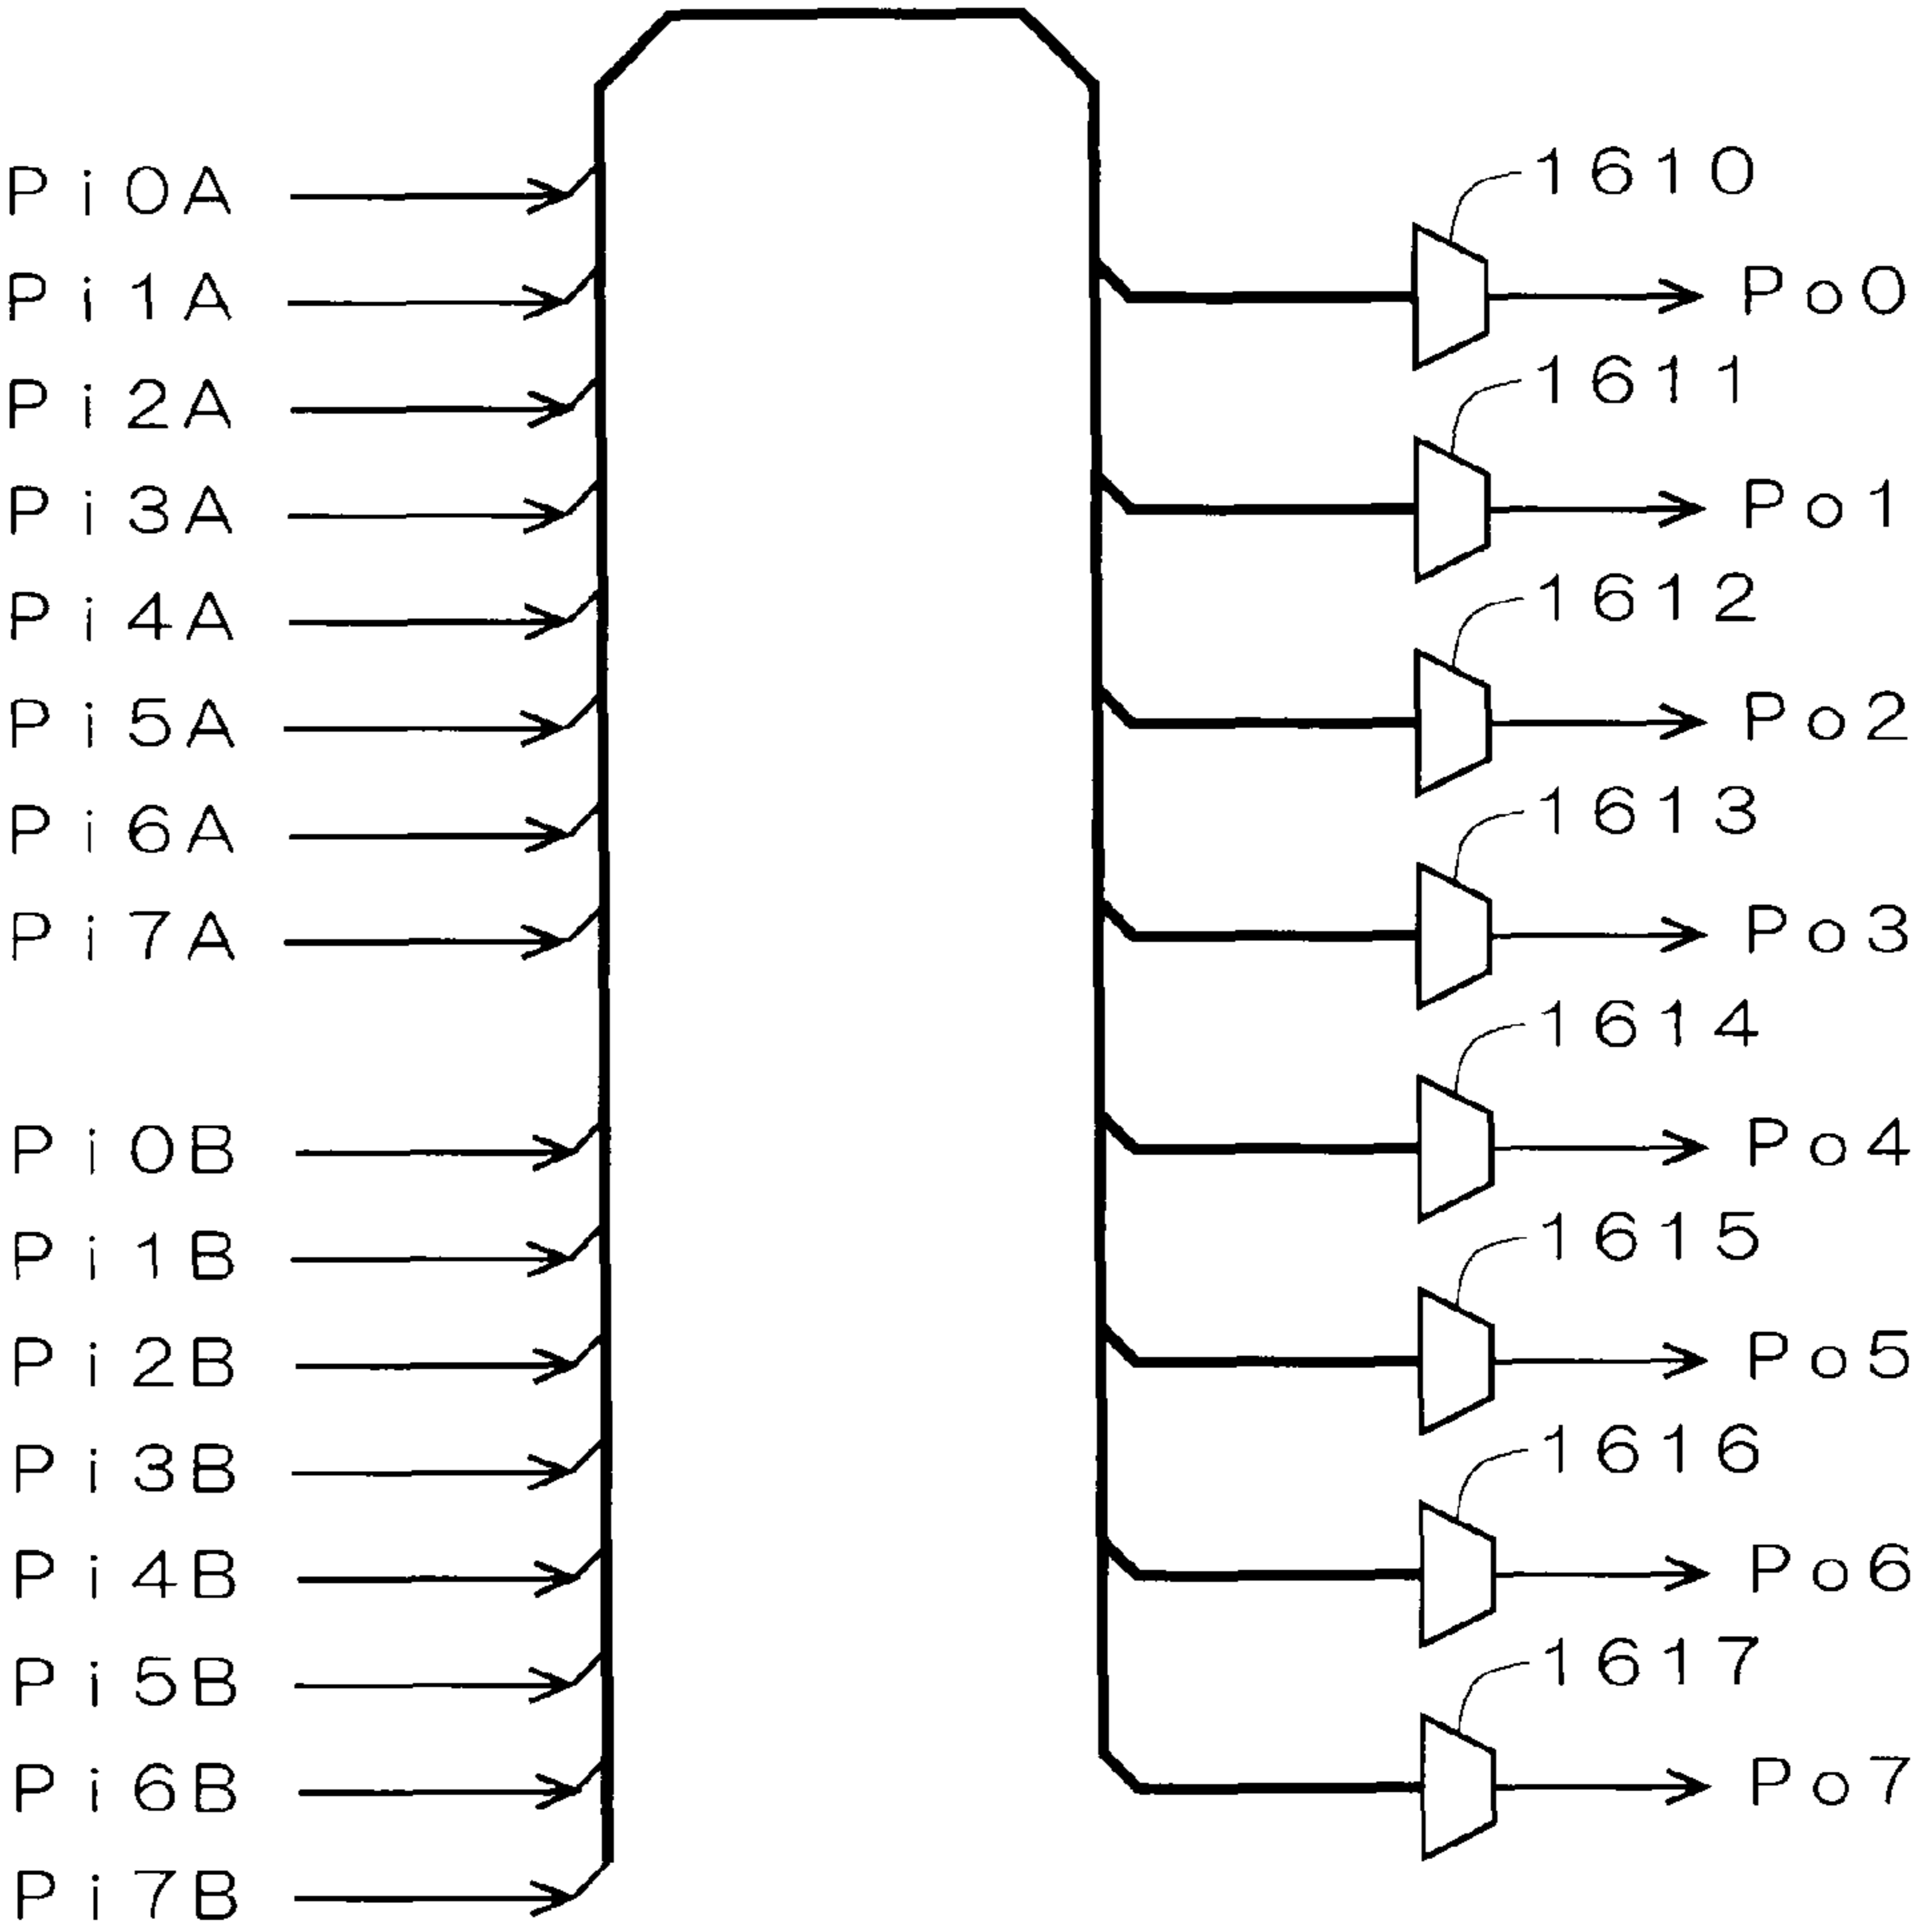 Pi0A
Pi1A
Pi2A
Pi3A
Pi4A
Pi5A
Pi6A
Pi7A
Pi0B
Pi1B
Pi2B
Pi3B
Pi4B
Pi5B
Pi6B
Pi7B
1610
Po0
1611
Po1
1612
Po2
1613
Po3
1614
Po4
1615
Po5
1616
Po6
1617
Po7